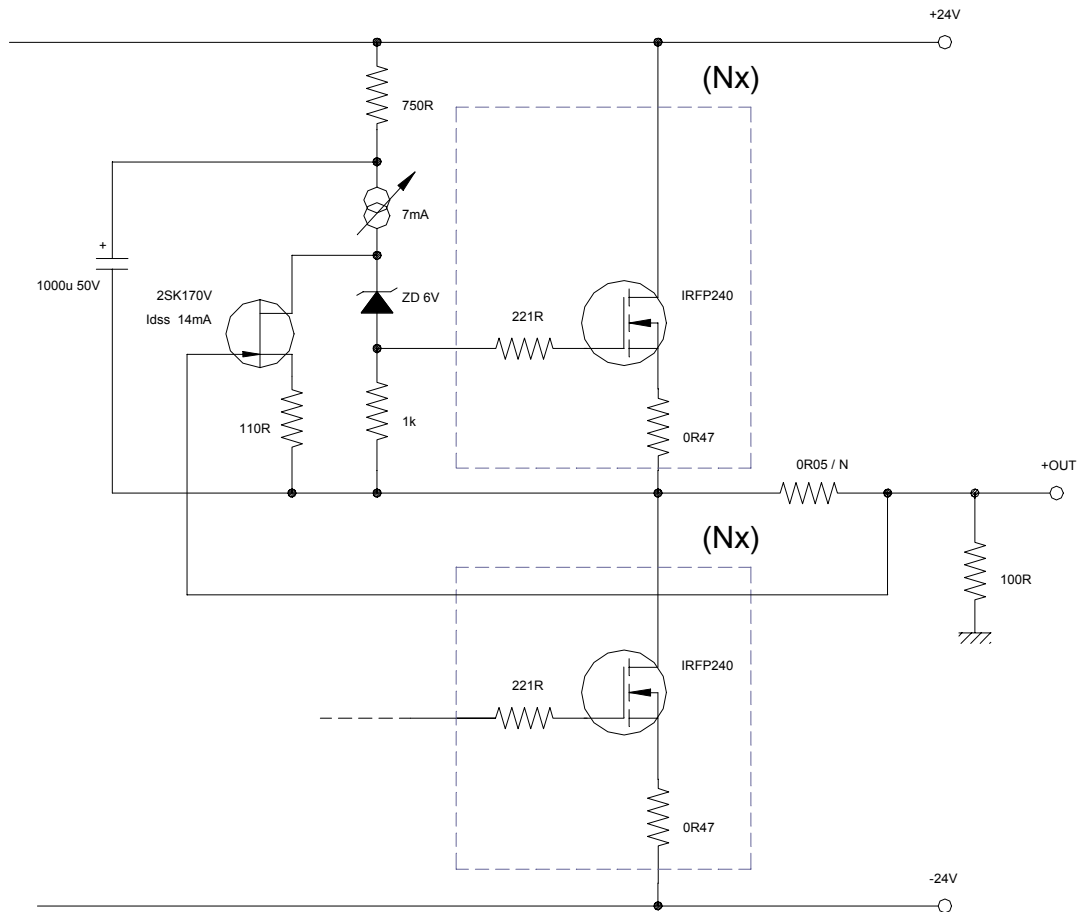 +24V
(Nx)
750R
7mA
+
1000u 50V
2SK170V
Idss 14mA
ZD 6V
IRFP240
221R
110R
1k
0R47
0R05 / N
+OUT
(Nx)
100R
IRFP240
221R
0R47
-24V